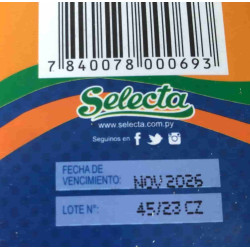 7 840078 000693
Selecta
www.selecta.com.py
Seguinos en
FECHA DE
VENCIMIENTO: NOV 2026
LOTE N°: 45/23 CZ